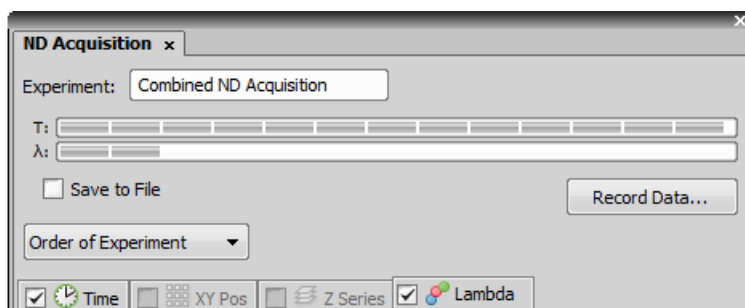 ND Acquisition x
Experiment: Combined ND Acquisition
T:
λ:
Save to File
Record Data...
Order of Experiment
Time XY Pos Z Series Lambda